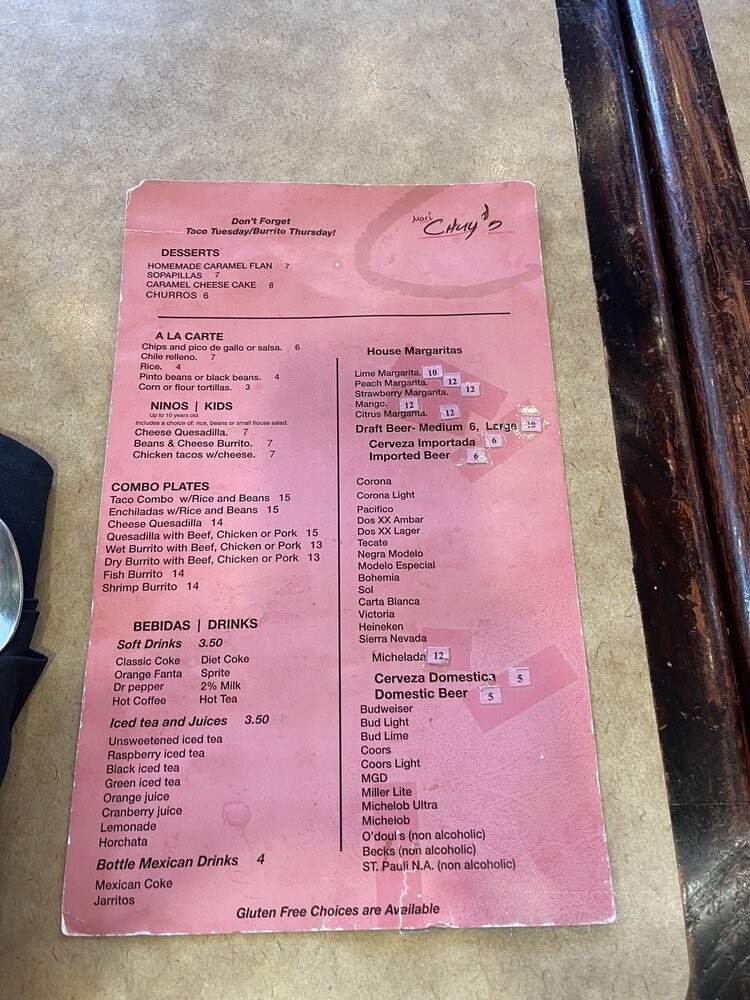 Don't Forget
Taco Tuesday/Burrito Thursday!
Mari
Chuy's
DESSERTS
HOMEMADE CARAMEL FLAN 7
SOPAPILLAS 7
CARAMEL CHEESE CAKE 8
CHURROS 6
A LA CARTE
Chips and pico de gallo or salsa. 6
Chile relleno. 7
Rice. 4
Pinto beans or black beans. 4
Corn or flour tortillas. 3
NINOS | KIDS
Up to 10 years old.
Includes a choice of: rice, beans or small house salad.
Cheese Quesadilla. 7
Beans & Cheese Burrito. 7
Chicken tacos w/cheese. 7
COMBO PLATES
Taco Combo w/Rice and Beans 15
Enchiladas w/Rice and Beans 15
Cheese Quesadilla 14
Quesadilla with Beef, Chicken or Pork 15
Wet Burrito with Beef, Chicken or Pork 13
Dry Burrito with Beef, Chicken or Pork 13
Fish Burrito 14
Shrimp Burrito 14
BEBIDAS | DRINKS
Soft Drinks 3.50
Classic Coke Diet Coke
Orange Fanta Sprite
Dr pepper 2% Milk
Hot Coffee Hot Tea
Iced tea and Juices 3.50
Unsweetened iced tea
Raspberry iced tea
Black iced tea
Green iced tea
Orange juice
Cranberry juice
Lemonade
Horchata
Bottle Mexican Drinks 4
Mexican Coke
Jarritos
House Margaritas
Lime Margarita. 10
Peach Margarita. 12
Strawberry Margarita. 12
Mango. 12
Citrus Margarita. 12
Draft Beer- Medium 6, Large 10
Cerveza Importada 6
Imported Beer 6
Corona
Corona Light
Pacifico
Dos XX Ambar
Dos XX Lager
Tecate
Negra Modelo
Modelo Especial
Bohemia
Sol
Carta Blanca
Victoria
Heineken
Sierra Nevada
Michelada 12
Cerveza Domestica 5
Domestic Beer 5
Budweiser
Bud Light
Bud Lime
Coors
Coors Light
MGD
Miller Lite
Michelob Ultra
Michelob
O'doul's (non alcoholic)
Becks (non alcoholic)
ST. Pauli N.A. (non alcoholic)
Gluten Free Choices are Available